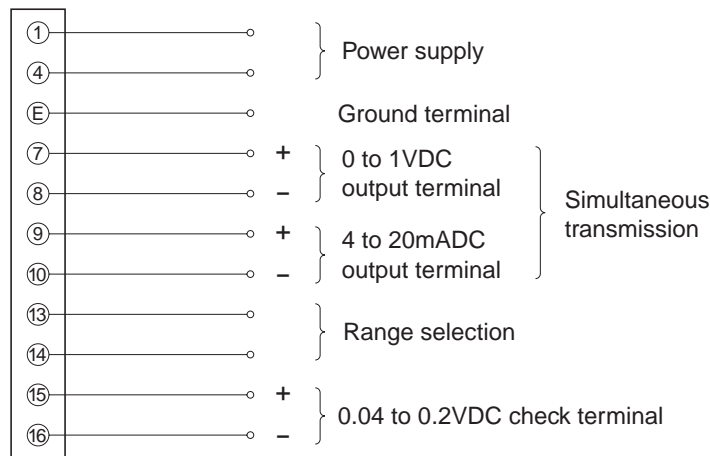 1
4
Power supply
E
Ground terminal
7 +
8 −
0 to 1VDC
output terminal
9 +
10 −
4 to 20mADC
output terminal
Simultaneous
transmission
13
14
Range selection
15 +
16 −
0.04 to 0.2VDC check terminal